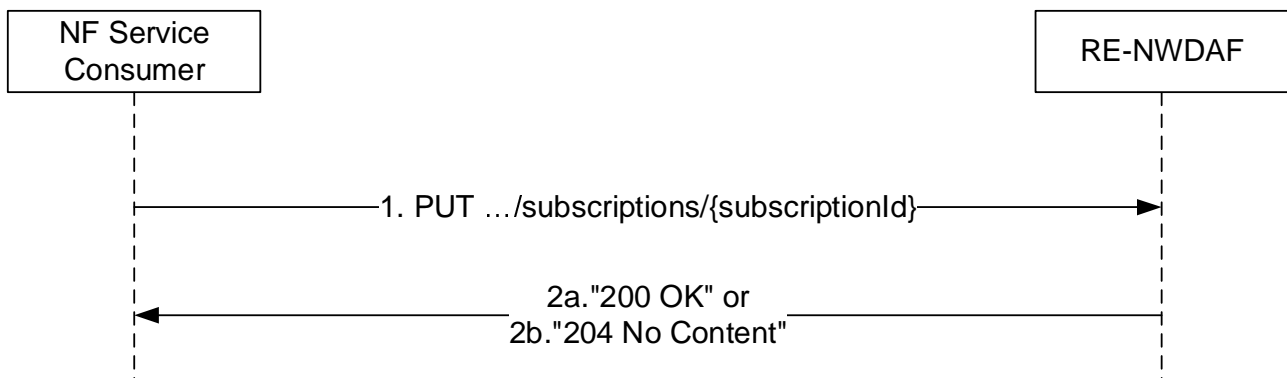 NF Service
Consumer
RE-NWDAF
1. PUT …/subscriptions/{subscriptionId}
2a."200 OK" or
2b."204 No Content"